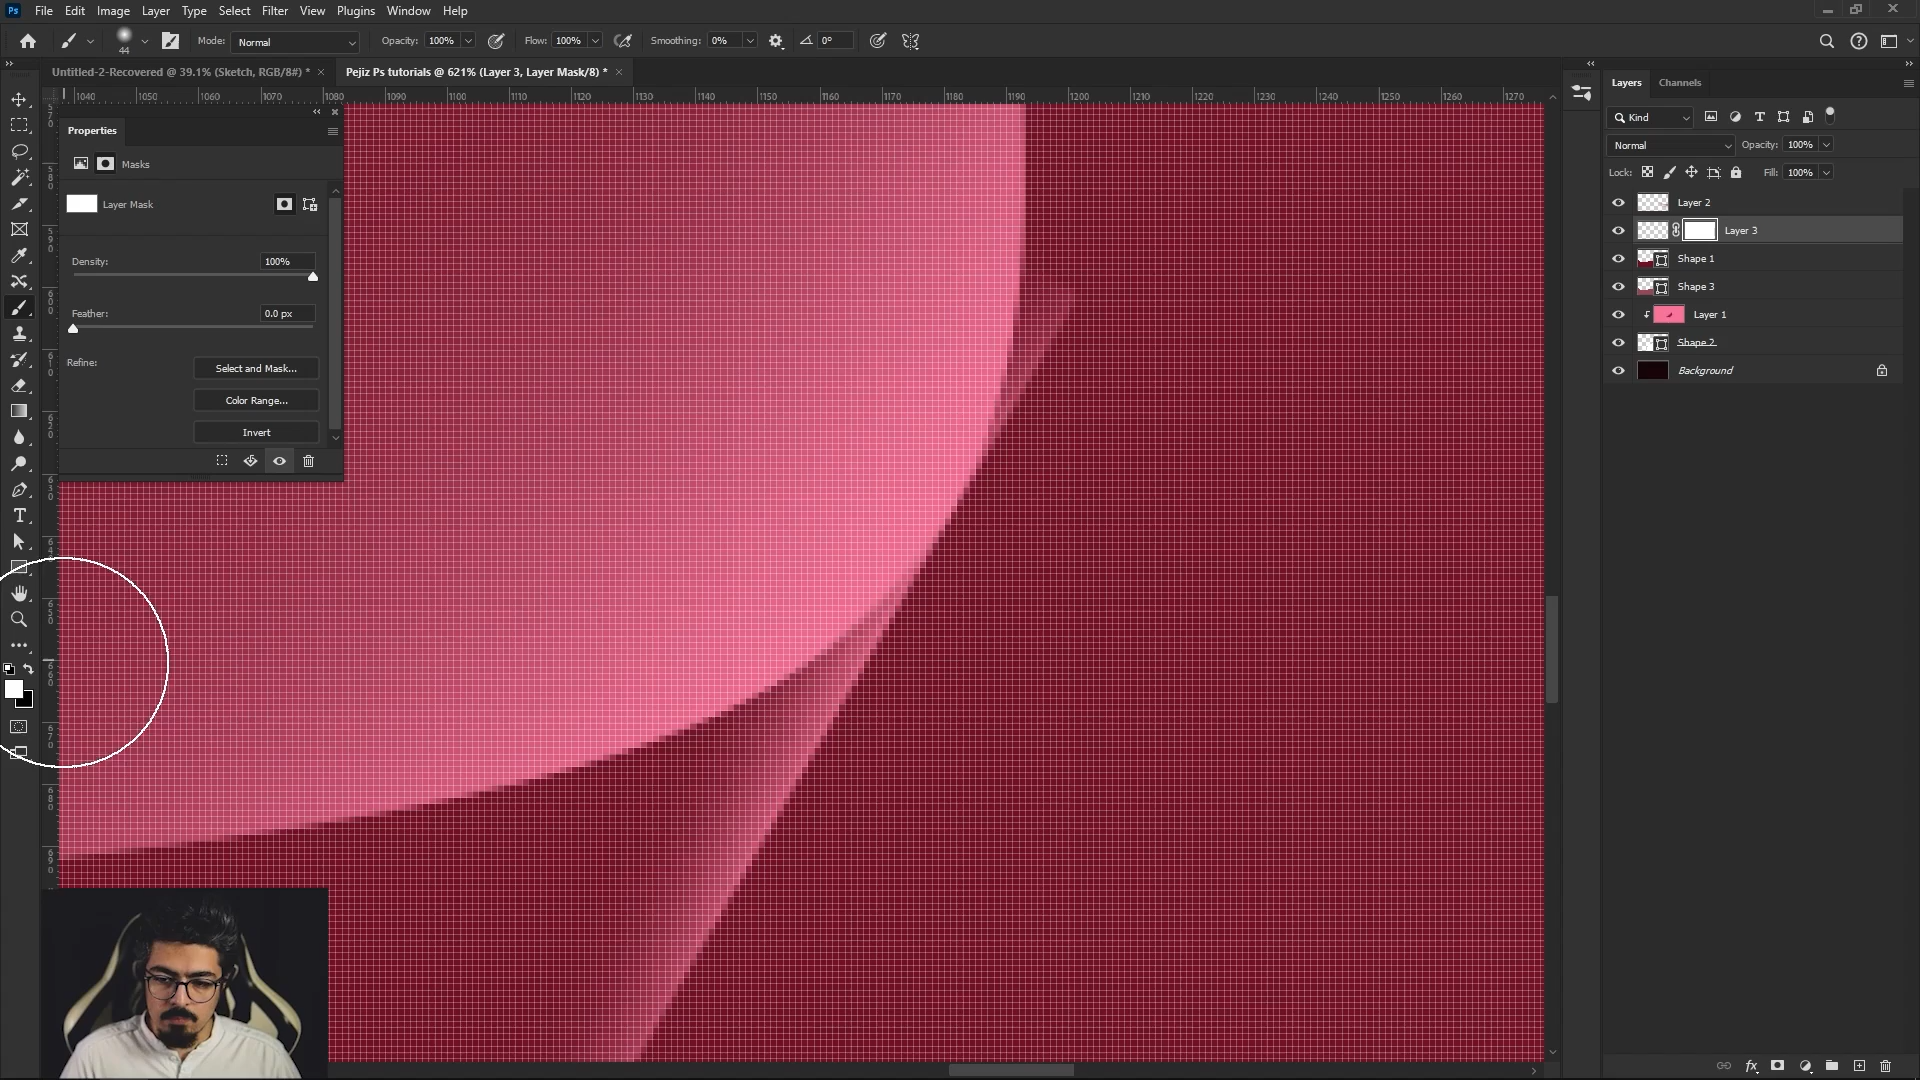 Ps File Edit Image Layer Type Select Filter View Plugins Window Help
44 Mode: Normal Opacity: 100% Flow: 100% Smoothing: 0% 0°
Untitled-2-Recovered @ 39.1% (Sketch, RGB/8#) * × Pejiz Ps tutorials @ 621% (Layer 3, Layer Mask/8) * ×
1040 1050 1060 1070 1080 1090 1100 1110 1120 1130 1140 1150 1160 1170 1180 1190 1200 1210 1220 1230 1240 1250 1260 1270
Properties
Masks
Layer Mask
Density: 100%
Feather: 0.0 px
Refine: Select and Mask...
Color Range...
Invert
Layers Channels
Kind
Normal Opacity: 100%
Lock: Fill: 100%
Layer 2
Layer 3
Shape 1
Shape 3
Layer 1
Shape 2
Background
fx